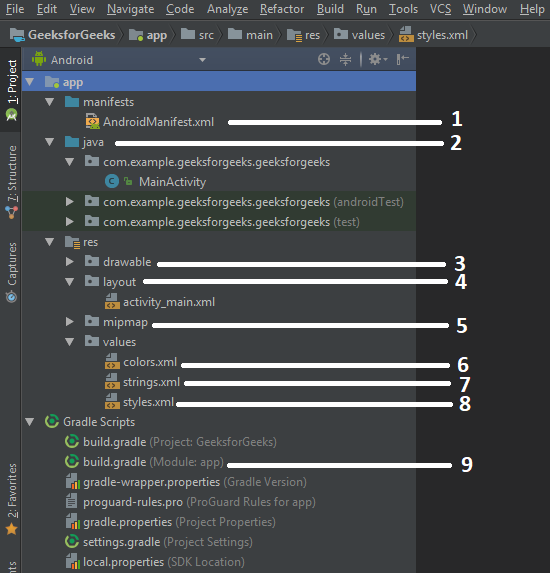 File Edit View Navigate Code Analyze Refactor Build Run Tools VCS Window Help
GeeksforGeeks app src main res values styles.xml
1: Project
Android
app
manifests
AndroidManifest.xml 1
java 2
com.example.geeksforgeeks.geeksforgeeks
C MainActivity
7: Structure
com.example.geeksforgeeks.geeksforgeeks (androidTest)
com.example.geeksforgeeks.geeksforgeeks (test)
res
Captures
drawable 3
layout 4
activity_main.xml
mipmap 5
values
colors.xml 6
strings.xml 7
styles.xml 8
Gradle Scripts
build.gradle (Project: GeeksforGeeks)
build.gradle (Module: app) 9
2: Favorites
gradle-wrapper.properties (Gradle Version)
proguard-rules.pro (ProGuard Rules for app)
gradle.properties (Project Properties)
settings.gradle (Project Settings)
local.properties (SDK Location)